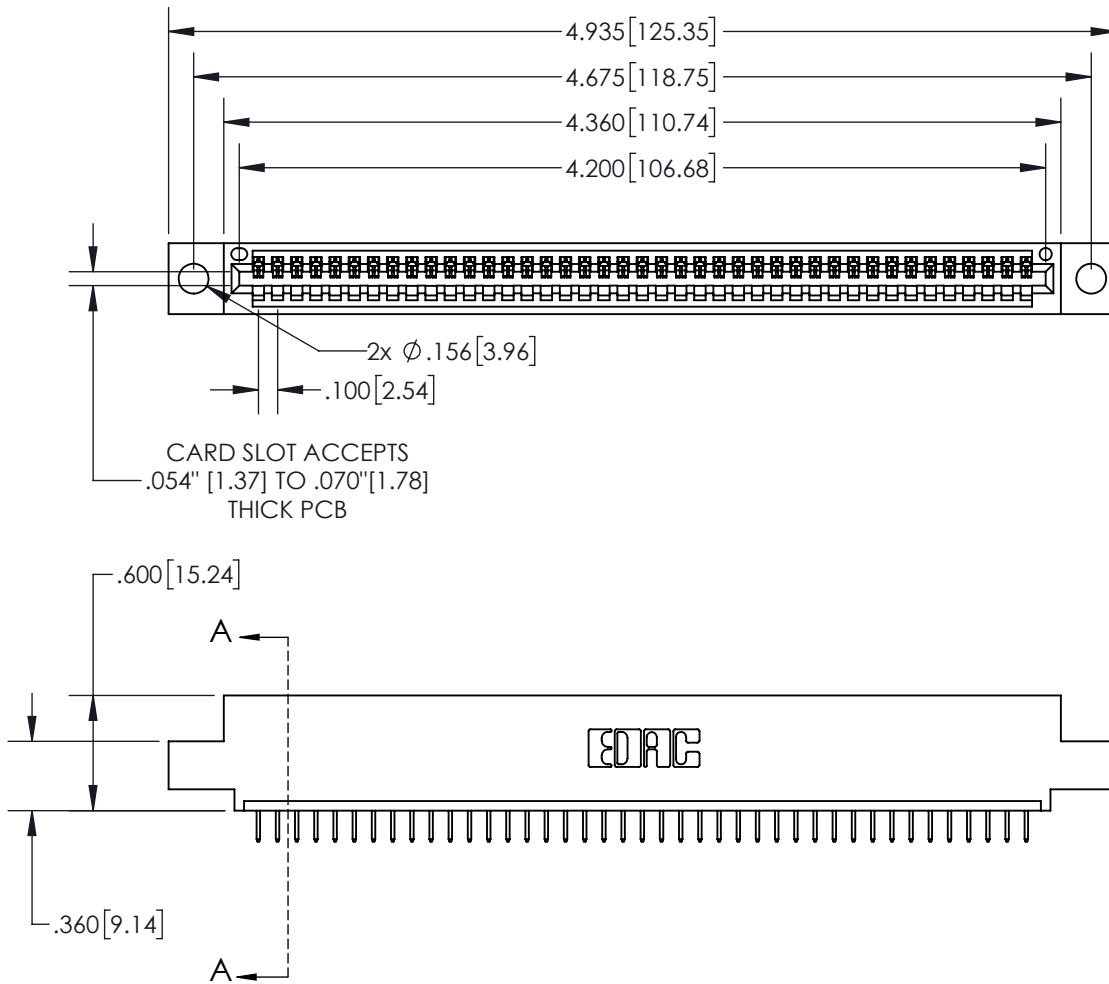 4.935[125.35]
4.675[118.75]
4.360[110.74]
4.200[106.68]
2x Ø .156[3.96]
.100[2.54]
CARD SLOT ACCEPTS
.054" [1.37] TO .070"[1.78]
THICK PCB
.600[15.24]
A
EDAC
.360[9.14]
A